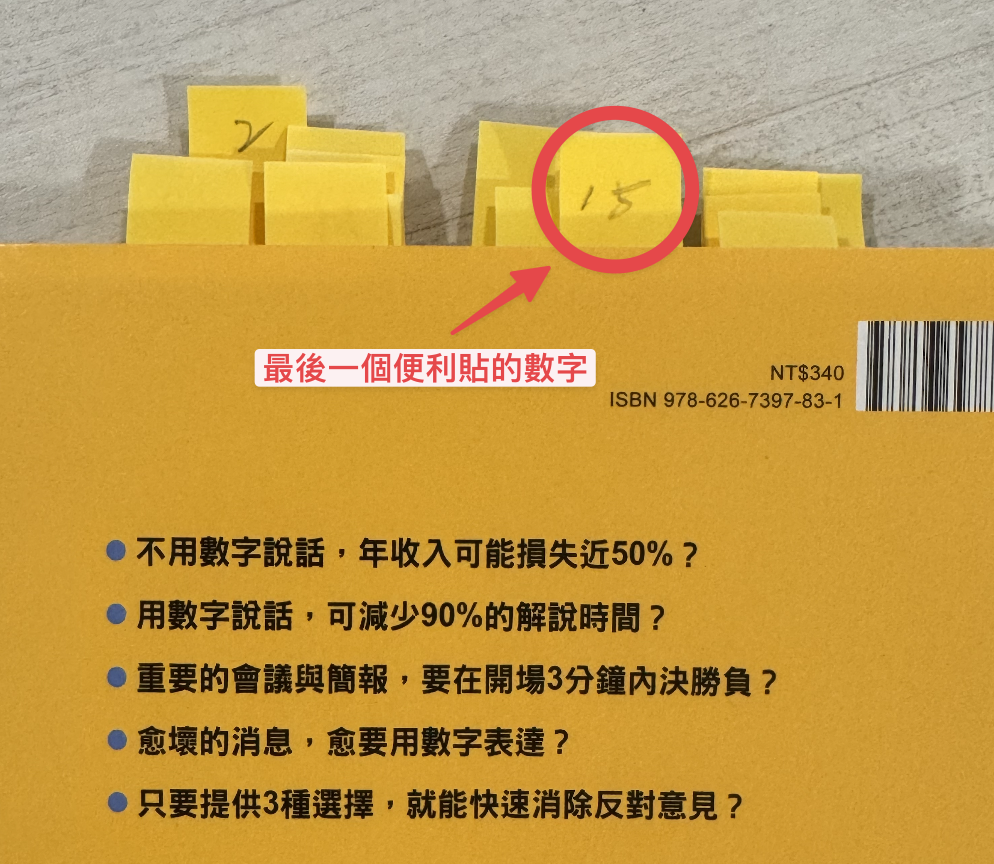 2
15
最後一個便利貼的數字
NT$340
ISBN 978-626-7397-83-1
● 不用數字說話，年收入可能損失近50%？
● 用數字說話，可減少90%的解說時間？
● 重要的會議與簡報，要在開場3分鐘內決勝負？
● 愈壞的消息，愈要用數字表達？
● 只要提供3種選擇，就能快速消除反對意見？